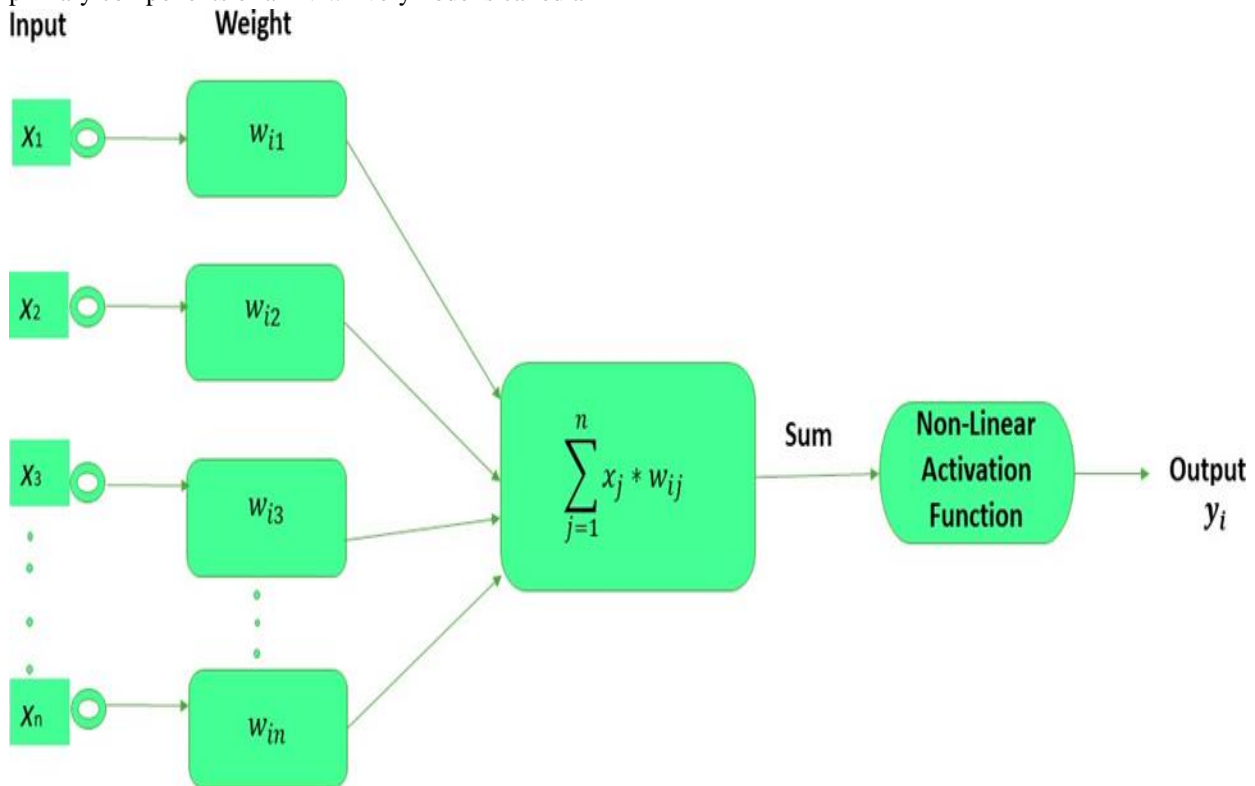 Input Weight
x1 wi1
x2 wi2
n
∑ xj * wij
j=1
Sum
Non-Linear
Activation
Function
Output
yi
x3 wi3
xn win